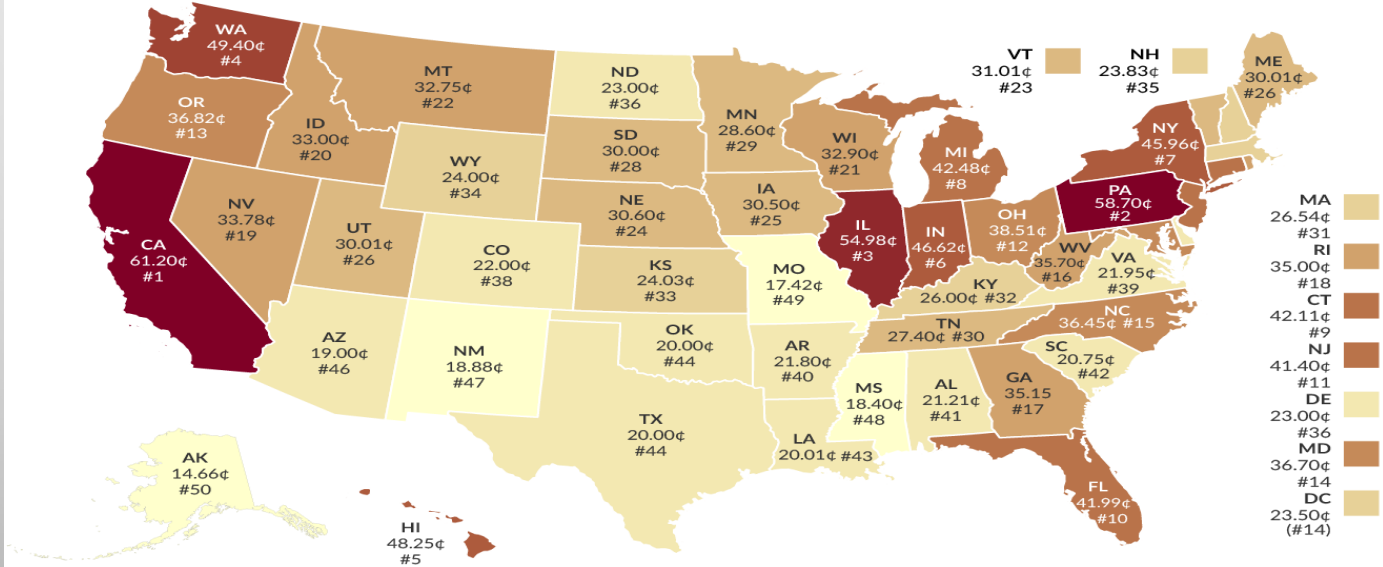 WA
49.40¢
#4
OR
36.82¢
#13
CA
61.20¢
#1
NV
33.78¢
#19
ID
33.00¢
#20
MT
32.75¢
#22
WY
24.00¢
#34
UT
30.01¢
#26
CO
22.00¢
#38
AZ
19.00¢
#46
NM
18.88¢
#47
ND
23.00¢
#36
SD
30.00¢
#28
NE
30.60¢
#24
KS
24.03¢
#33
OK
20.00¢
#44
TX
20.00¢
#44
MN
28.60¢
#29
IA
30.50¢
#25
MO
17.42¢
#49
AR
21.80¢
#40
LA
20.01¢ #43
WI
32.90¢
#21
IL
54.98¢
#3
MI
42.48¢
#8
IN
46.62¢
#6
OH
38.51¢
#12
KY
26.00¢ #32
TN
27.40¢ #30
MS
18.40¢
#48
AL
21.21¢
#41
GA
35.15
#17
FL
41.99¢
#10
SC
20.75¢
#42
NC
36.45¢ #15
VA
21.95¢
#39
WV
35.70¢
#16
PA
58.70¢
#2
NY
45.96¢
#7
ME
30.01¢
#26
VT
31.01¢
#23
NH
23.83¢
#35
MA
26.54¢
#31
RI
35.00¢
#18
CT
42.11¢
#9
NJ
41.40¢
#11
DE
23.00¢
#36
MD
36.70¢
#14
DC
23.50¢
(#14)
AK
14.66¢
#50
HI
48.25¢
#5